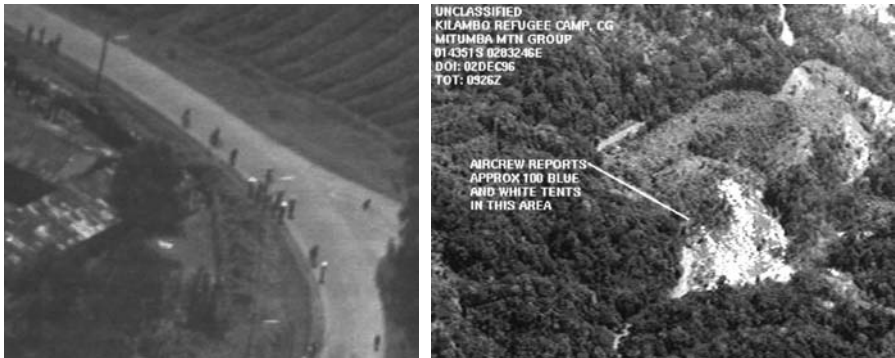 UNCLASSIFIED
KILAMBO REFUGEE CAMP, CG
MITUMBA MTN GROUP
014351S 0283246E
DOI: 02DEC96
TOT: 0926Z
AIRCREW REPORTS
APPROX 100 BLUE
AND WHITE TENTS
IN THIS AREA